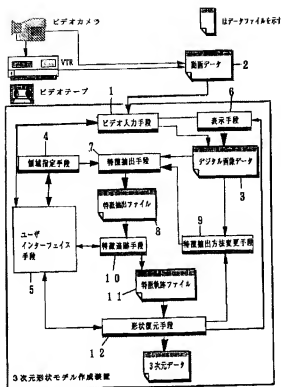 ビデオカメラ
はデータファイルを示す
VTR
動画データ
2
ビデオテープ
1
6
ビデオ入力手段
表示手段
4
7
領域指定手段
特徴抽出手段
デジタル画像データ
3
特徴抽出ファイル
8
9
ユーザ
インターフェイス
手段
5
特徴追跡手段
10
特徴抽出方法変更手段
11
特徴軌跡ファイル
形状復元手段
12
3次元データ
3次元形状モデル作成装置